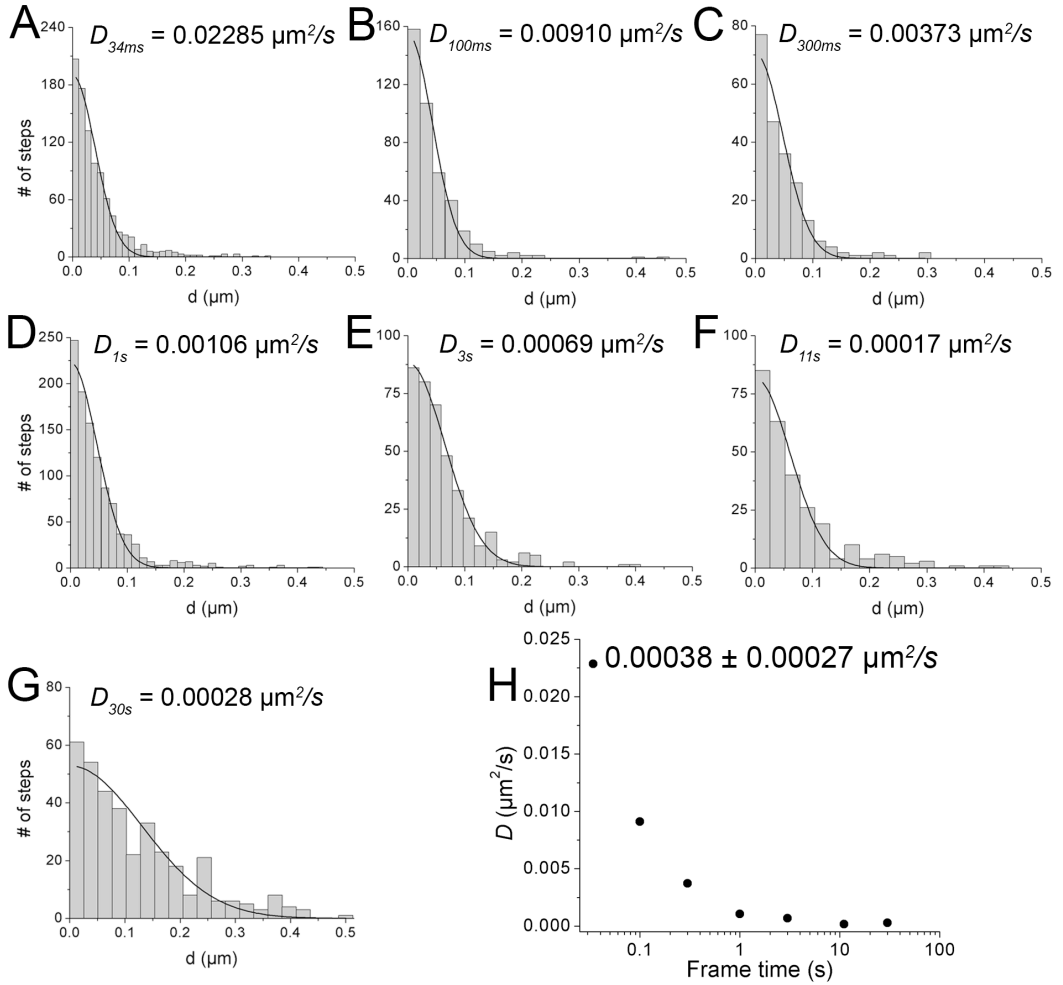 A
D34ms = 0.02285 µm²/s
240
180
120
60
0
# of steps
0.0 0.1 0.2 0.3 0.4 0.5
d (µm)
B
D100ms = 0.00910 µm²/s
160
120
80
40
0
0.0 0.1 0.2 0.3 0.4 0.5
d (µm)
C
D300ms = 0.00373 µm²/s
80
60
40
20
0
0.0 0.1 0.2 0.3 0.4 0.5
d (µm)
D
D1s = 0.00106 µm²/s
250
200
150
100
50
0
# of steps
0.0 0.1 0.2 0.3 0.4 0.5
d (µm)
E
D3s = 0.00069 µm²/s
100
75
50
25
0
0.0 0.1 0.2 0.3 0.4 0.5
d (µm)
F
D11s = 0.00017 µm²/s
100
75
50
25
0
0.0 0.1 0.2 0.3 0.4 0.5
d (µm)
G
D30s = 0.00028 µm²/s
80
60
40
20
0
# of steps
0.0 0.1 0.2 0.3 0.4 0.5
d (µm)
H
0.00038 ± 0.00027 µm²/s
0.025
0.020
0.015
0.010
0.005
0.000
D (µm²/s)
0.1 1 10 100
Frame time (s)